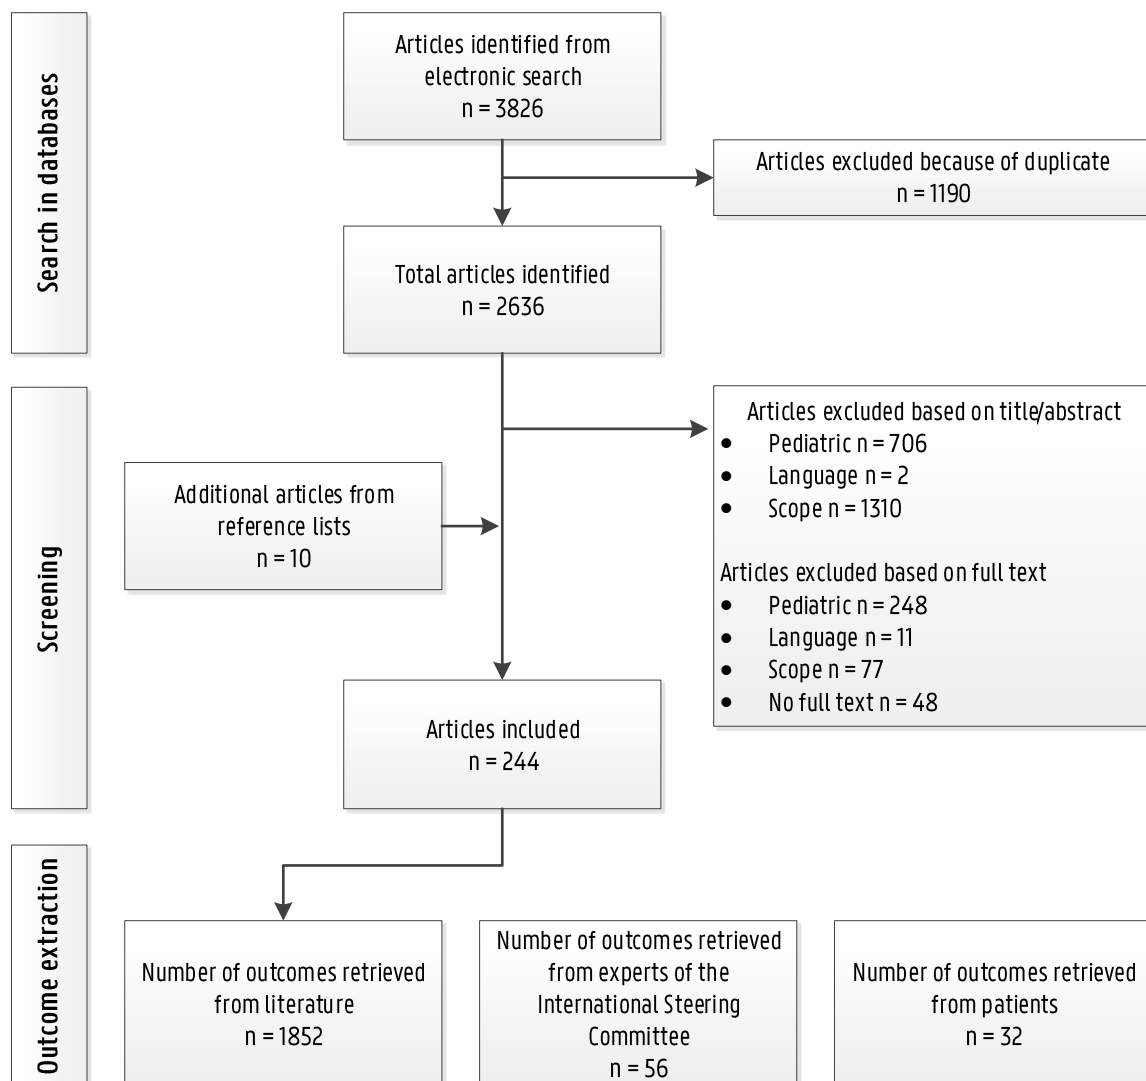 Search in databases
Articles identified from
electronic search
n = 3826
Articles excluded because of duplicate
n = 1190
Total articles identified
n = 2636
Screening
Articles excluded based on title/abstract
• Pediatric n = 706
• Language n = 2
• Scope n = 1310
Articles excluded based on full text
• Pediatric n = 248
• Language n = 11
• Scope n = 77
• No full text n = 48
Additional articles from
reference lists
n = 10
Articles included
n = 244
Outcome extraction
Number of outcomes retrieved
from literature
n = 1852
Number of outcomes retrieved
from experts of the
International Steering
Committee
n = 56
Number of outcomes retrieved
from patients
n = 32